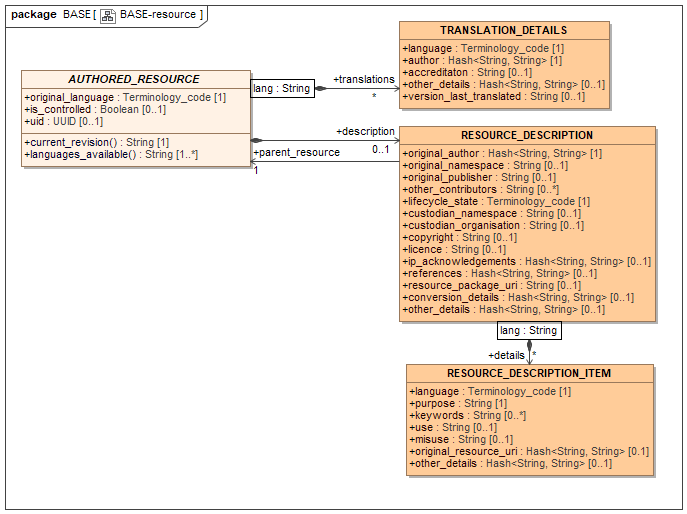 package BASE [ BASE-resource ]
TRANSLATION_DETAILS
+language : Terminology_code [1]
+author : Hash<String, String> [1]
+accreditaton : String [0..1]
+other_details : Hash<String, String> [0..1]
+version_last_translated : String [0..1]
AUTHORED_RESOURCE
+original_language : Terminology_code [1]
+is_controlled : Boolean [0..1]
+uid : UUID [0..1]
+current_revision() : String [1]
+languages_available() : String [1..*]
lang : String
+translations
*
+description
0..1
+parent_resource
1
RESOURCE_DESCRIPTION
+original_author : Hash<String, String> [1]
+original_namespace : String [0..1]
+original_publisher : String [0..1]
+other_contributors : String [0..*]
+lifecycle_state : Terminology_code [1]
+custodian_namespace : String [0..1]
+custodian_organisation : String [0..1]
+copyright : String [0..1]
+licence : String [0..1]
+ip_acknowledgements : Hash<String, String> [0..1]
+references : Hash<String, String> [0..1]
+resource_package_uri : String [0..1]
+conversion_details : Hash<String, String> [0..1]
+other_details : Hash<String, String> [0..1]
lang : String
+details
*
RESOURCE_DESCRIPTION_ITEM
+language : Terminology_code [1]
+purpose : String [1]
+keywords : String [0..*]
+use : String [0..1]
+misuse : String [0..1]
+original_resource_uri : Hash<String, String> [0.1]
+other_details : Hash<String, String> [0..1]